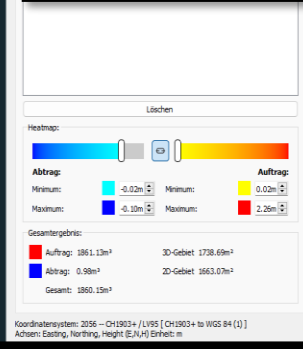 Löschen
Heatmap:
Abtrag: Auftrag:
Minimum: -0.02m Minimum: 0.02m
Maximum: -0.10m Maximum: 2.26m
Gesamtergebnis:
Auftrag: 1861.13m³ 3D-Gebiet 1738.69m²
Abtrag: 0.98m³ 2D-Gebiet 1663.07m²
Gesamt: 1860.15m³
Koordinatensystem: 2056 -- CH1903+ / LV95 [ CH1903+ to WGS 84 (1) ]
Achsen: Easting, Northing, Height (E,N,H) Einheit: m